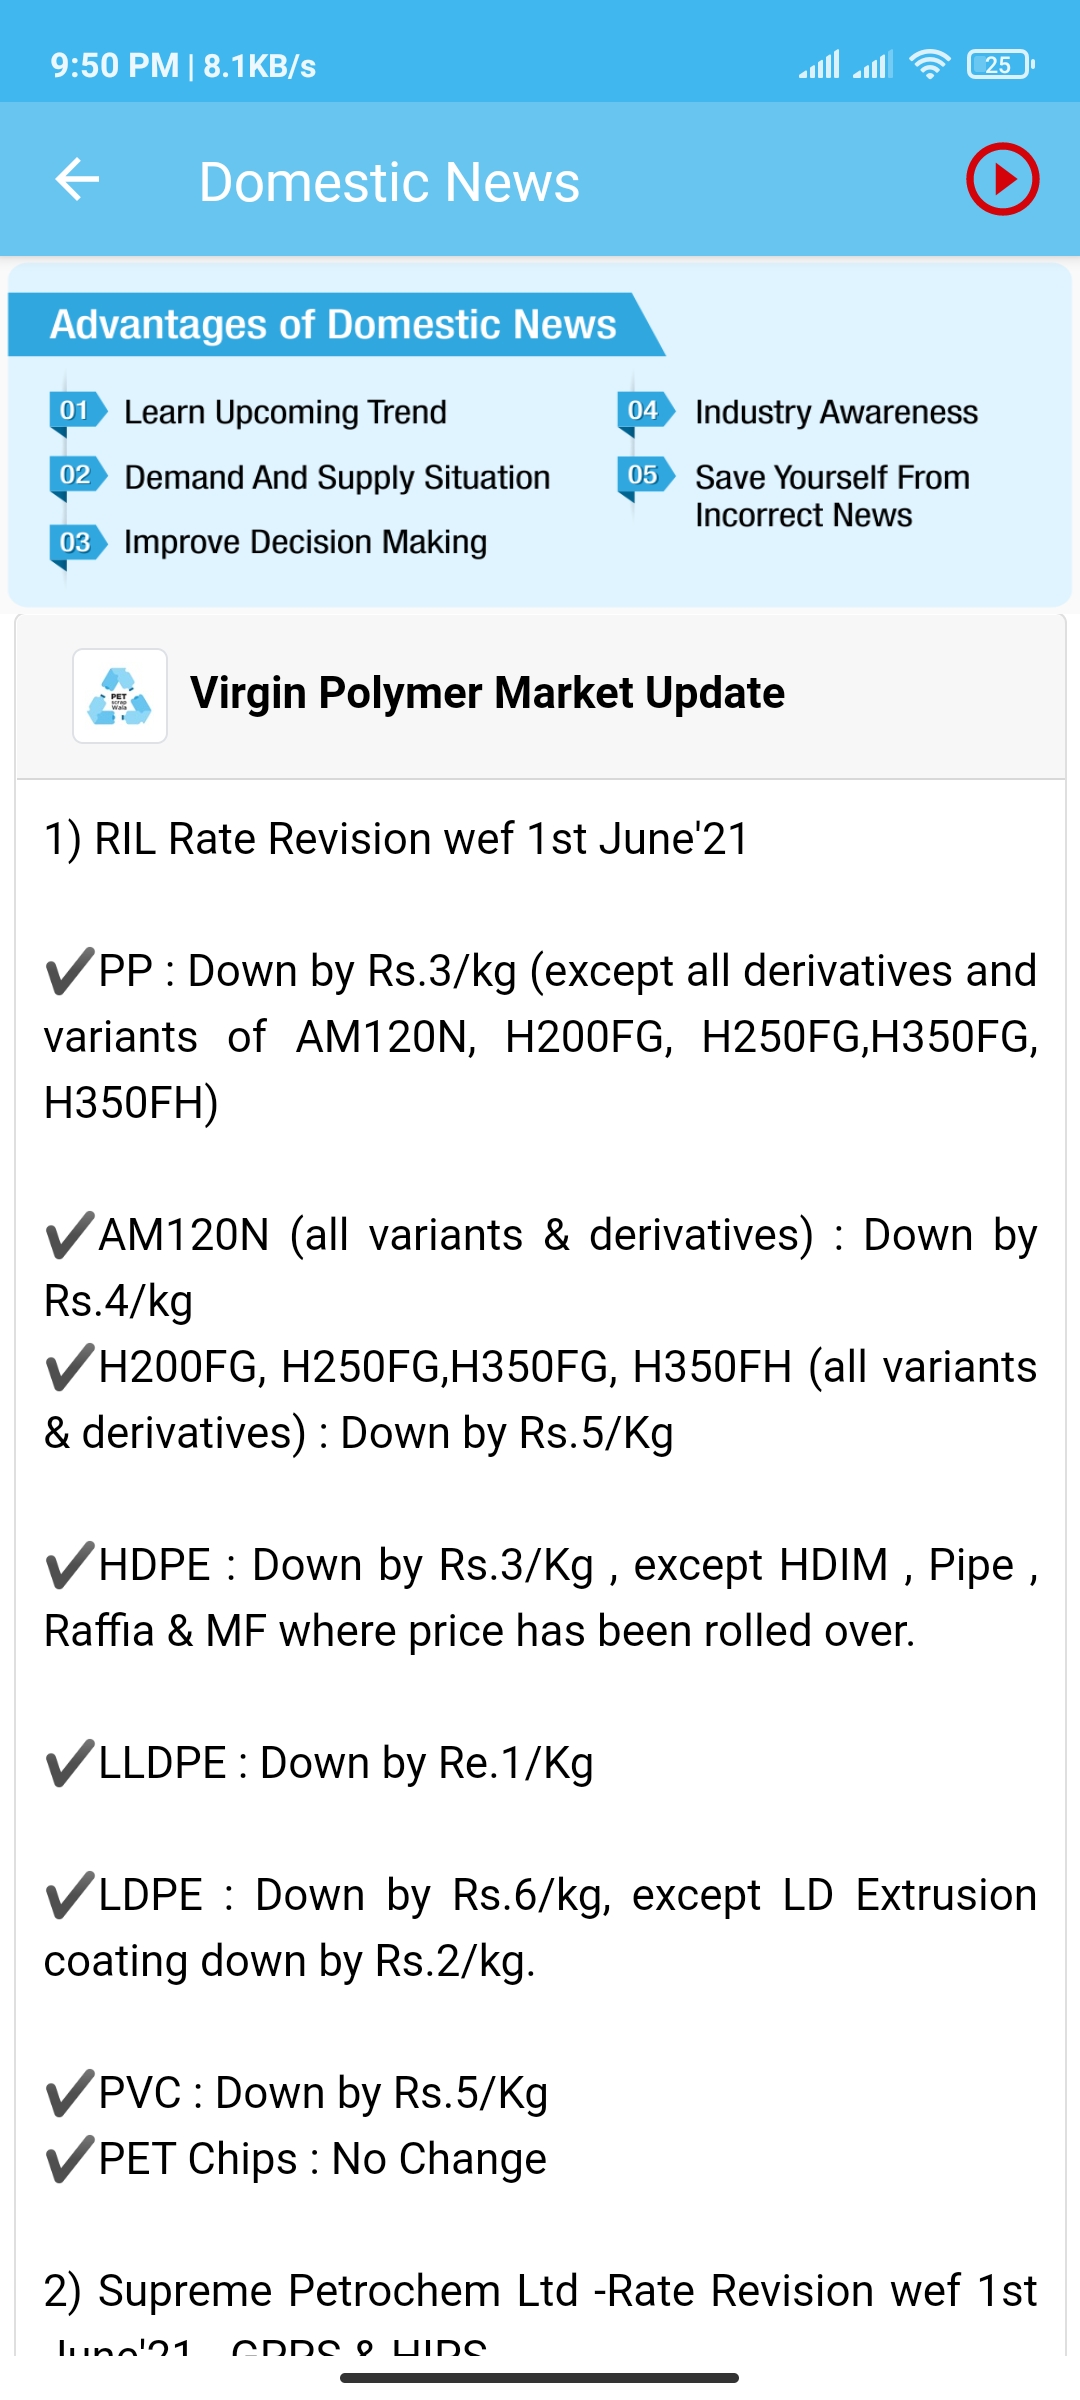 9:50 PM | 8.1KB/s
25
Domestic News
Advantages of Domestic News
01 Learn Upcoming Trend
02 Demand And Supply Situation
03 Improve Decision Making
04 Industry Awareness
05 Save Yourself From
Incorrect News
PET
scrap
Wala
Virgin Polymer Market Update
1) RIL Rate Revision wef 1st June'21
✔PP : Down by Rs.3/kg (except all derivatives and
variants of AM120N, H200FG, H250FG,H350FG,
H350FH)
✔AM120N (all variants & derivatives) : Down by
Rs.4/kg
✔H200FG, H250FG,H350FG, H350FH (all variants
& derivatives) : Down by Rs.5/Kg
✔HDPE : Down by Rs.3/Kg , except HDIM , Pipe ,
Raffia & MF where price has been rolled over.
✔LLDPE : Down by Re.1/Kg
✔LDPE : Down by Rs.6/kg, except LD Extrusion
coating down by Rs.2/kg.
✔PVC : Down by Rs.5/Kg
✔PET Chips : No Change
2) Supreme Petrochem Ltd -Rate Revision wef 1st
June'21 GPPS & HIPS